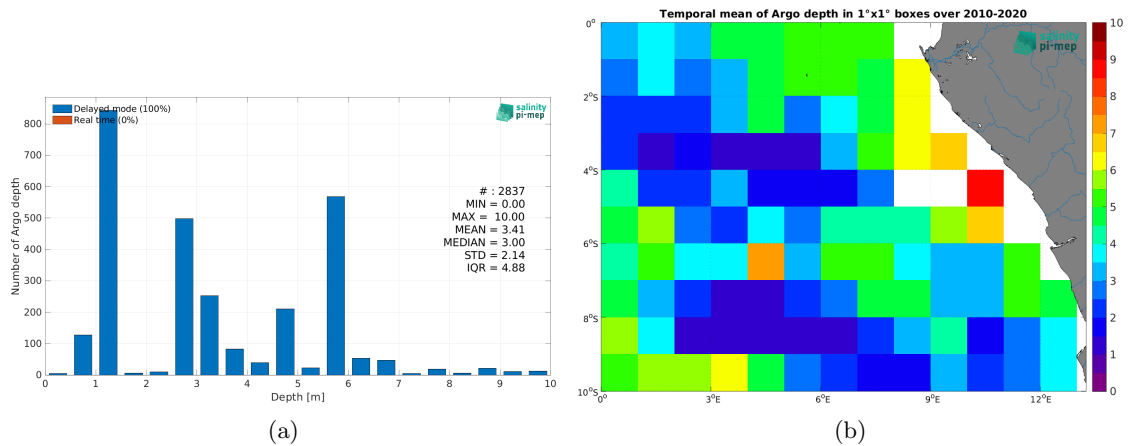 Delayed mode (100%)
Real time (0%)
salinity
pi-mep
800
700
600
500
400
300
200
100
0
Number of Argo depth
# : 2837
MIN = 0.00
MAX = 10.00
MEAN = 3.41
MEDIAN = 3.00
STD = 2.14
IQR = 4.88
0 1 2 3 4 5 6 7 8 9 10
Depth [m]
(a)
Temporal mean of Argo depth in 1°x1° boxes over 2010-2020
salinity
pi-mep
0°
2°S
4°S
6°S
8°S
10°S
0° 3°E 6°E 9°E 12°E
10
9
8
7
6
5
4
3
2
1
0
(b)